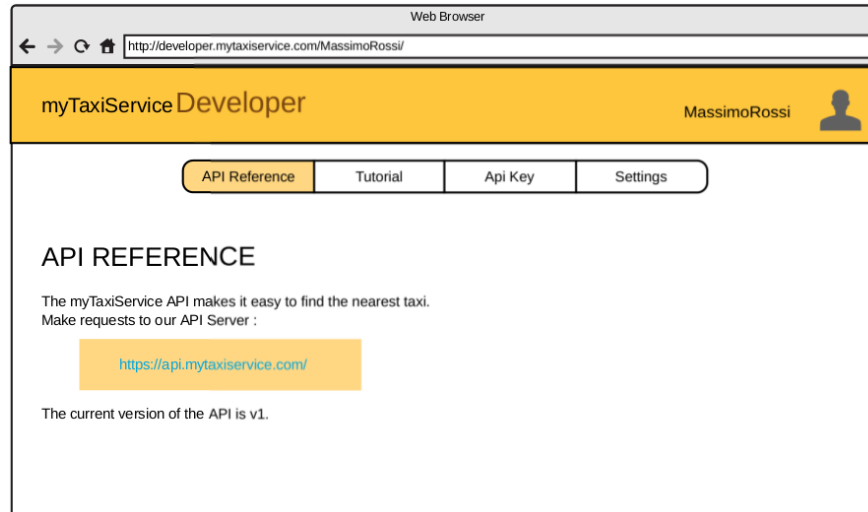 Web Browser
http://developer.mytaxiservice.com/MassimoRossi/
myTaxiService Developer
MassimoRossi
API Reference
Tutorial
Api Key
Settings
API REFERENCE
The myTaxiService API makes it easy to find the nearest taxi.
Make requests to our API Server :
https://api.mytaxiservice.com/
The current version of the API is v1.